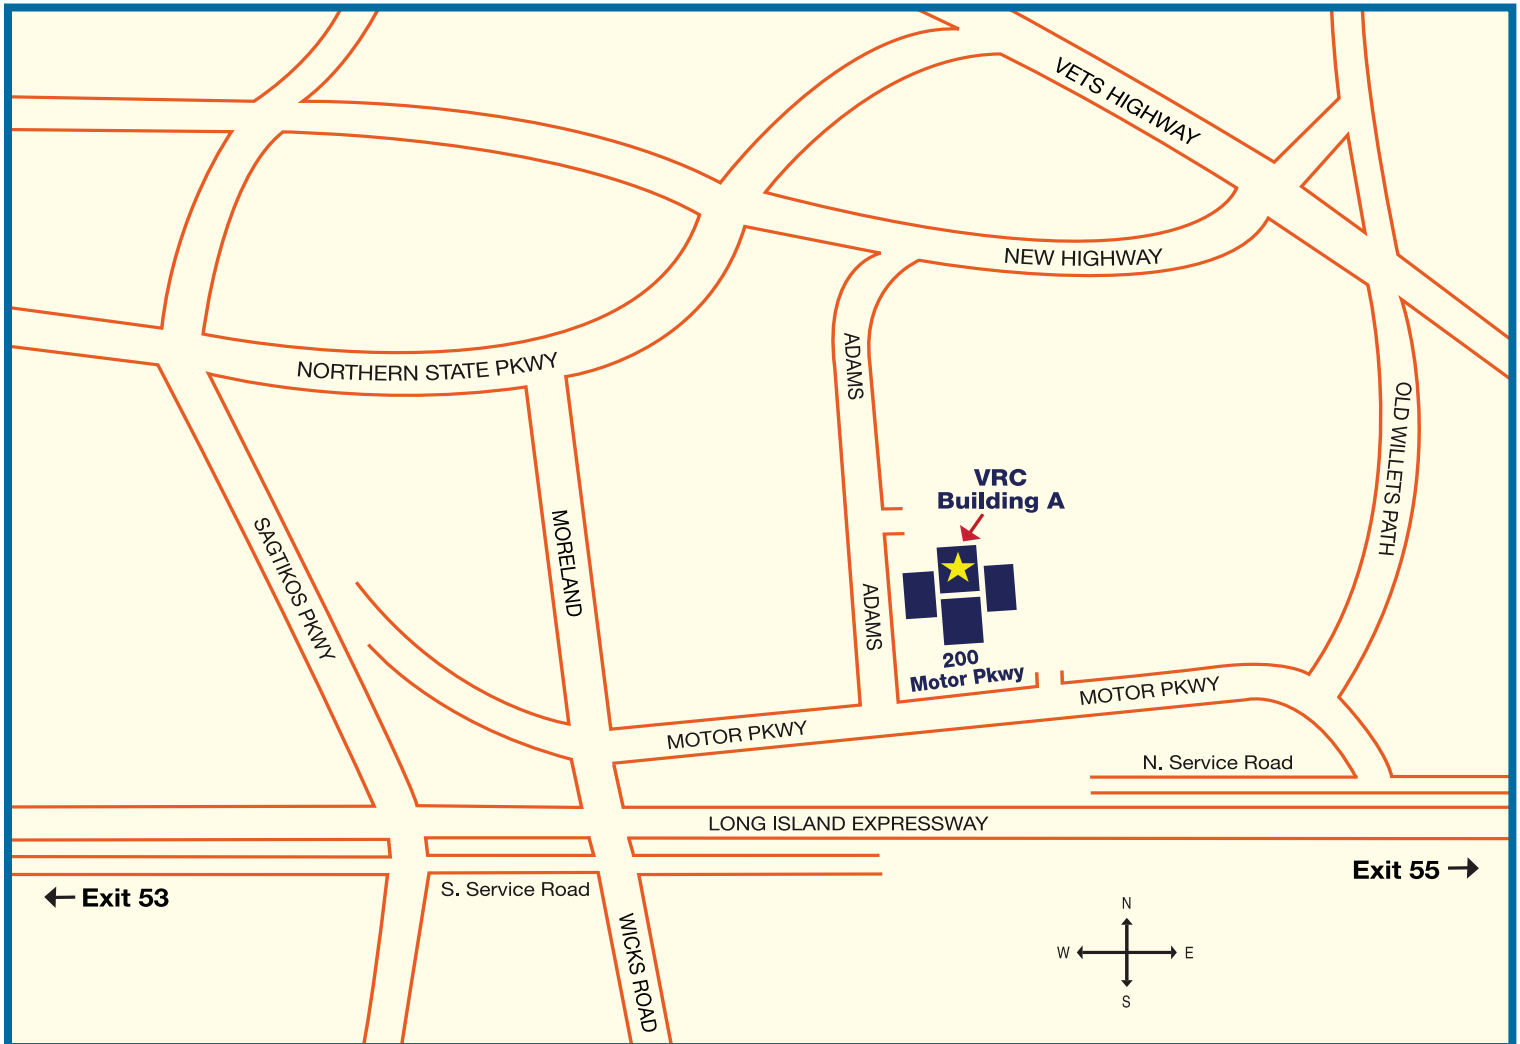 VETS HIGHWAY
NEW HIGHWAY
NORTHERN STATE PKWY
ADAMS
OLD WILLETS PATH
VRC
Building A
SAGTIKOS PKWY
MORELAND
ADAMS
200
Motor Pkwy
MOTOR PKWY
MOTOR PKWY
N. Service Road
LONG ISLAND EXPRESSWAY
Exit 55
S. Service Road
Exit 53
WICKS ROAD
N
W
E
S